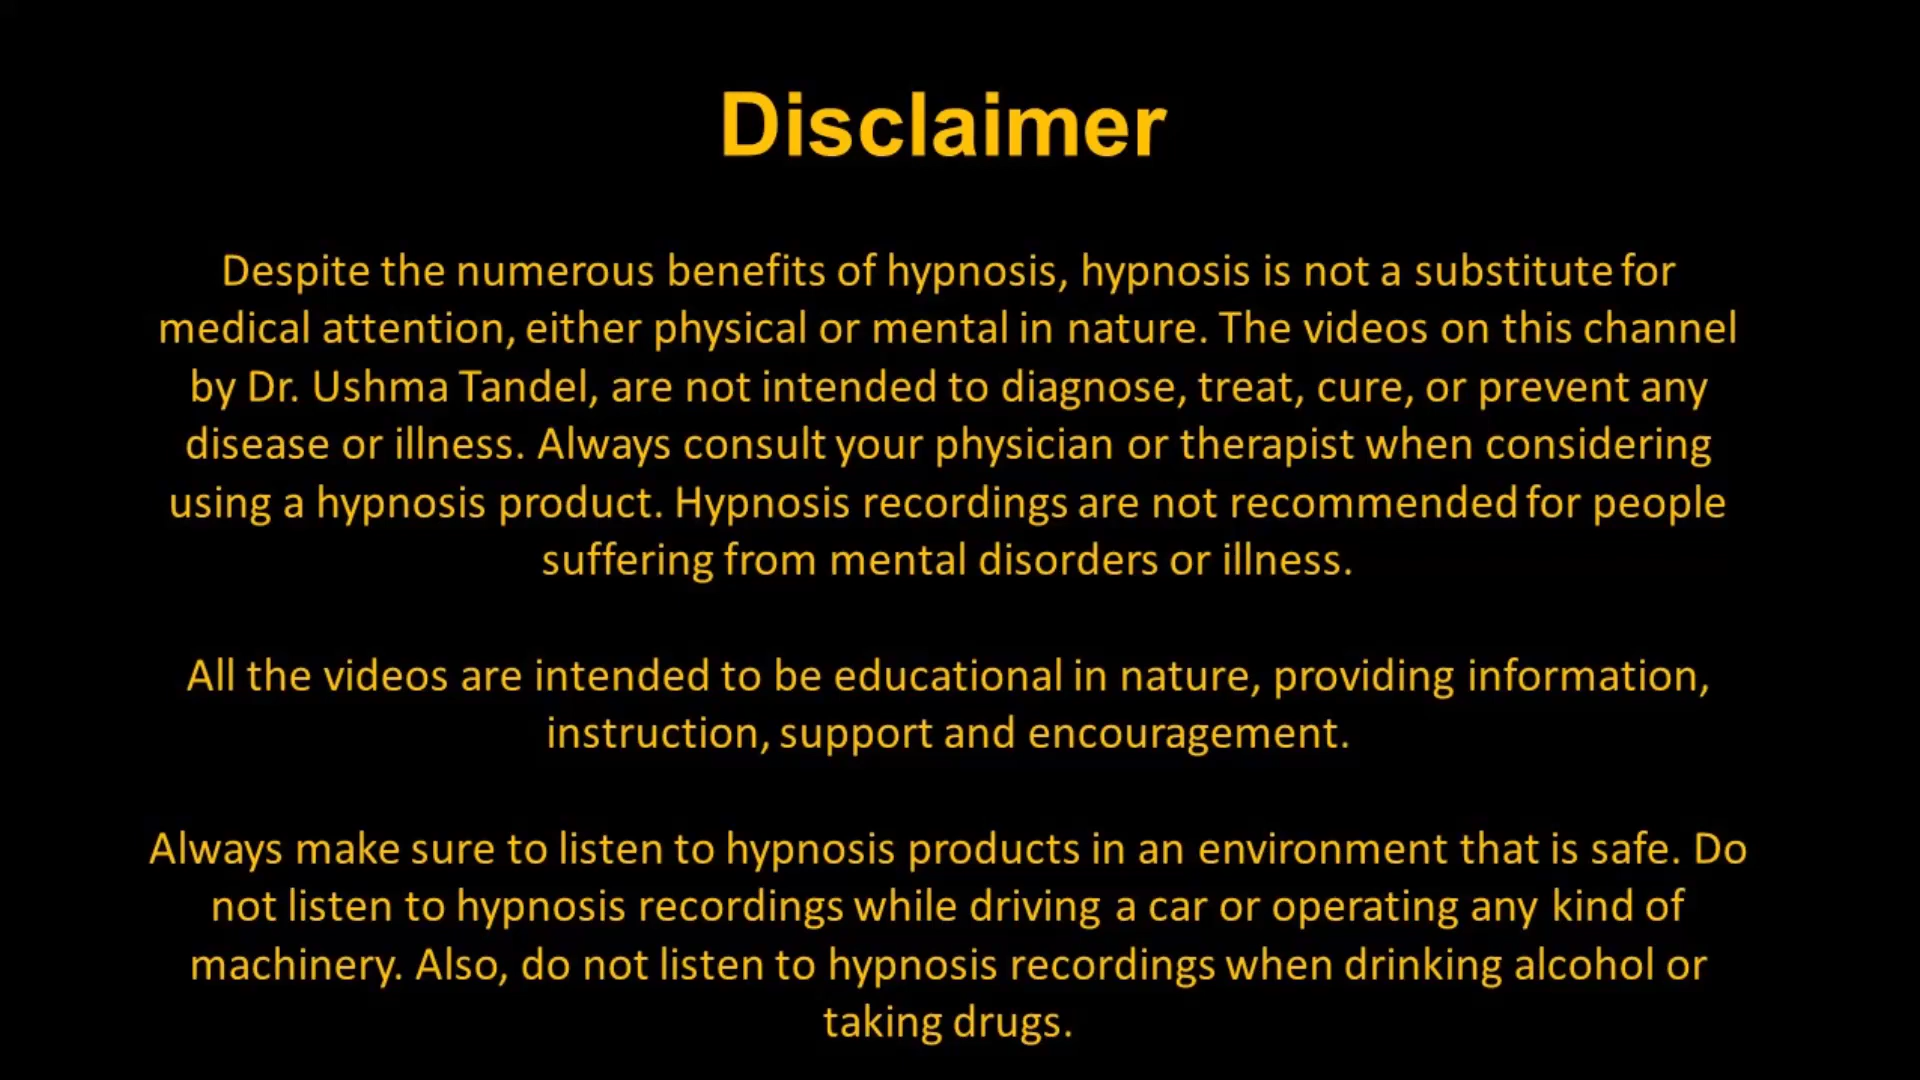 Disclaimer
Despite the numerous benefits of hypnosis, hypnosis is not a substitute for
medical attention, either physical or mental in nature. The videos on this channel
by Dr. Ushma Tandel, are not intended to diagnose, treat, cure, or prevent any
disease or illness. Always consult your physician or therapist when considering
using a hypnosis product. Hypnosis recordings are not recommended for people
suffering from mental disorders or illness.
All the videos are intended to be educational in nature, providing information,
instruction, support and encouragement.
Always make sure to listen to hypnosis products in an environment that is safe. Do
not listen to hypnosis recordings while driving a car or operating any kind of
machinery. Also, do not listen to hypnosis recordings when drinking alcohol or
taking drugs.